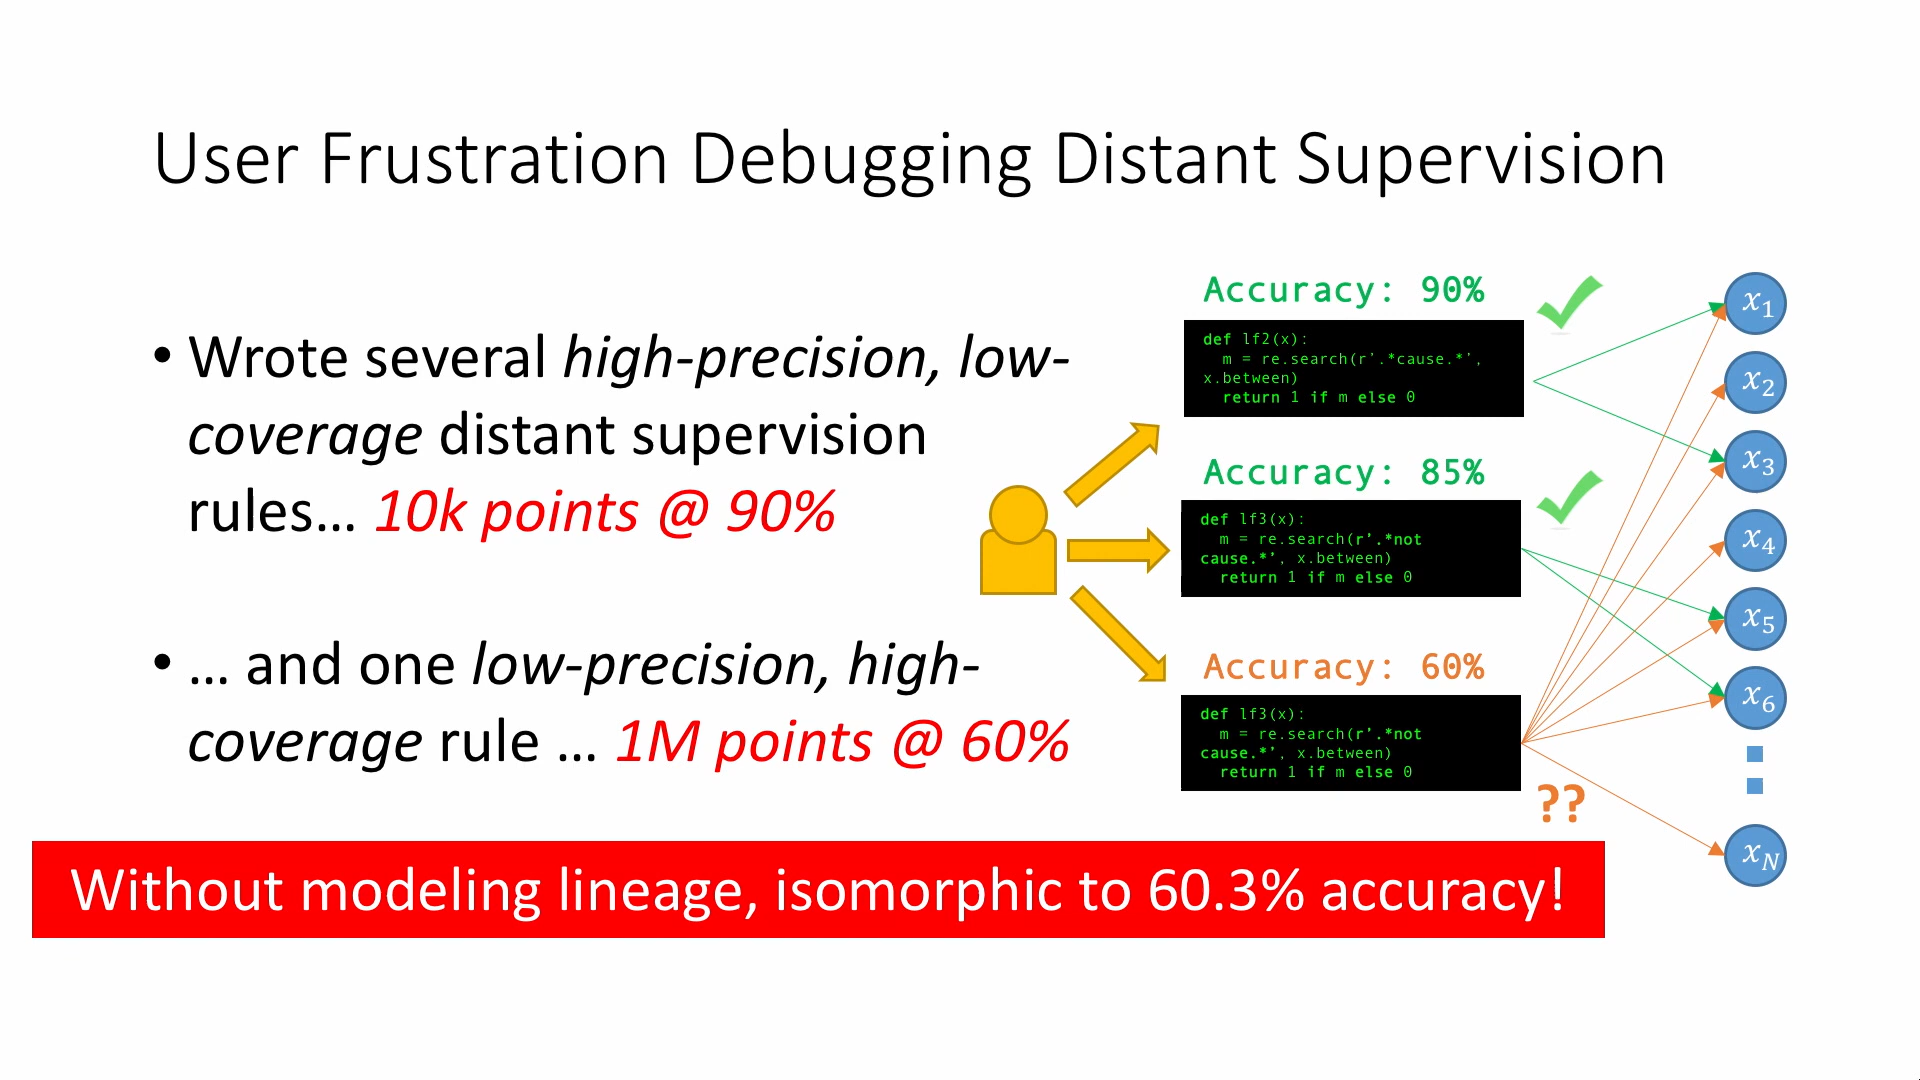 User Frustration Debugging Distant Supervision
• Wrote several high-precision, low-
coverage distant supervision
rules... 10k points @ 90%
• ... and one low-precision, high-
coverage rule ... 1M points @ 60%
Accuracy: 90%
def lf2(x):
m = re.search(r’.*cause.*’,
x.between)
return 1 if m else 0
Accuracy: 85%
def lf3(x):
m = re.search(r’.*not
cause.*’, x.between)
return 1 if m else 0
Accuracy: 60%
def lf3(x):
m = re.search(r’.*not
cause.*’, x.between)
return 1 if m else 0
??
x1
x2
x3
x4
x5
x6
xN
Without modeling lineage, isomorphic to 60.3% accuracy!